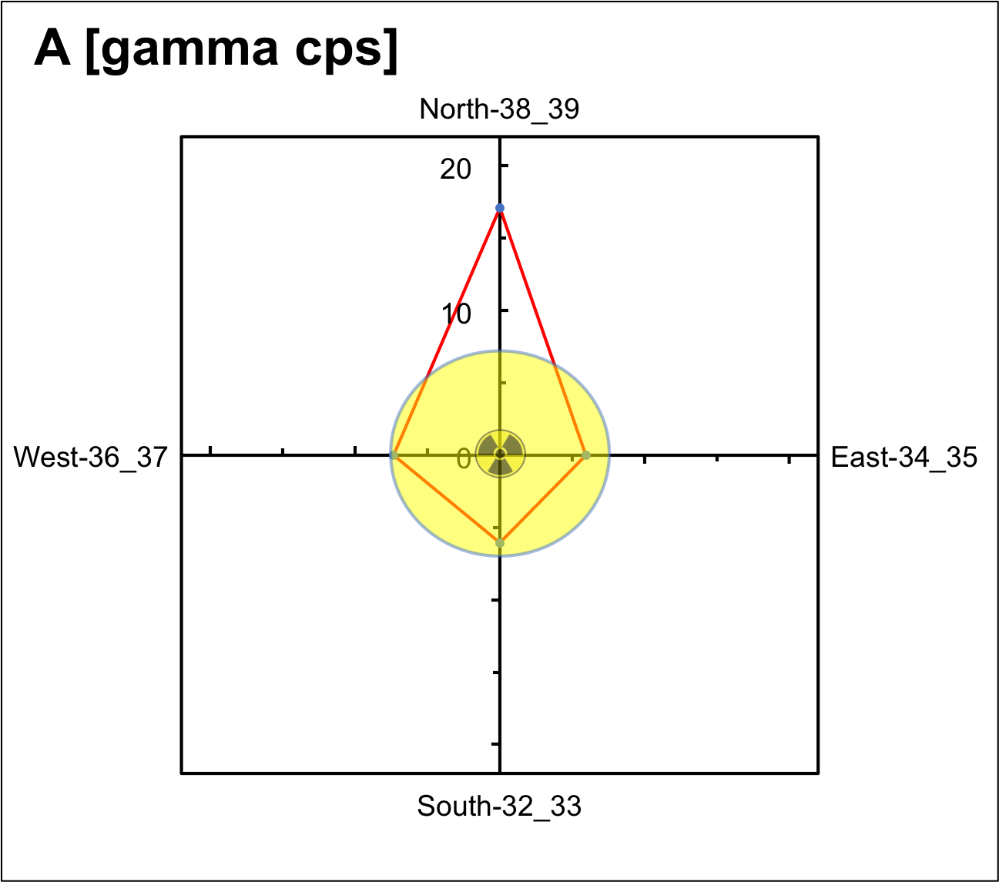 A [gamma cps]
North-38_39
20
10
West-36_37
0
East-34_35
South-32_33